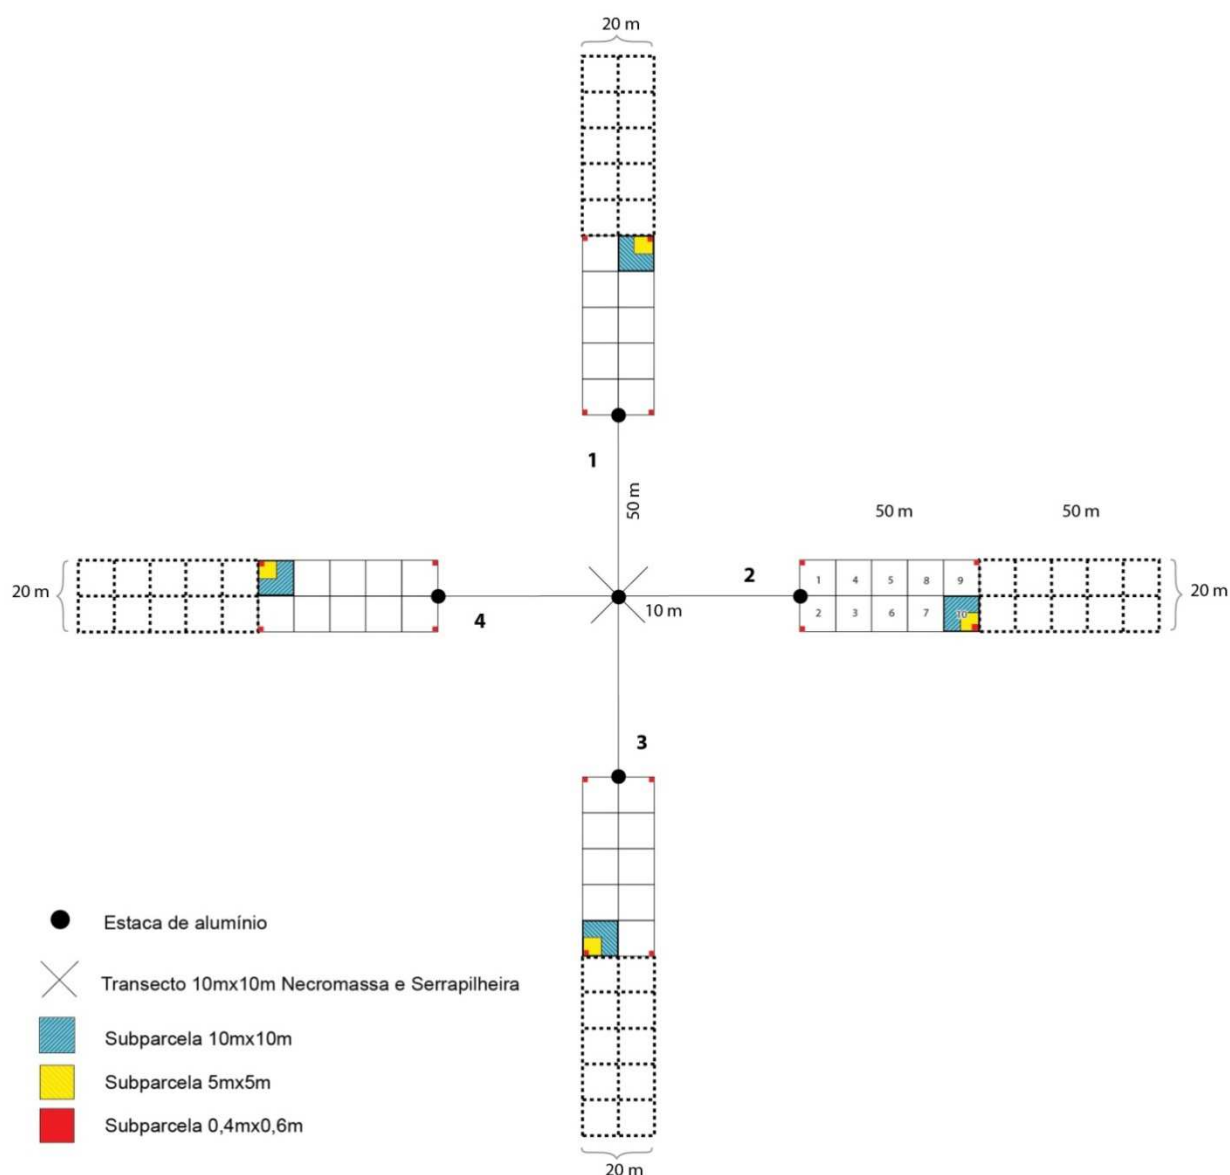 20 m
1
50 m
50 m
50 m
2
20 m
1 4 5 8 9
20 m
10 m
2 3 6 7 10
4
3
Estaca de alumínio
Transecto 10mx10m Necromassa e Serrapilheira
Subparcela 10mx10m
Subparcela 5mx5m
Subparcela 0,4mx0,6m
20 m